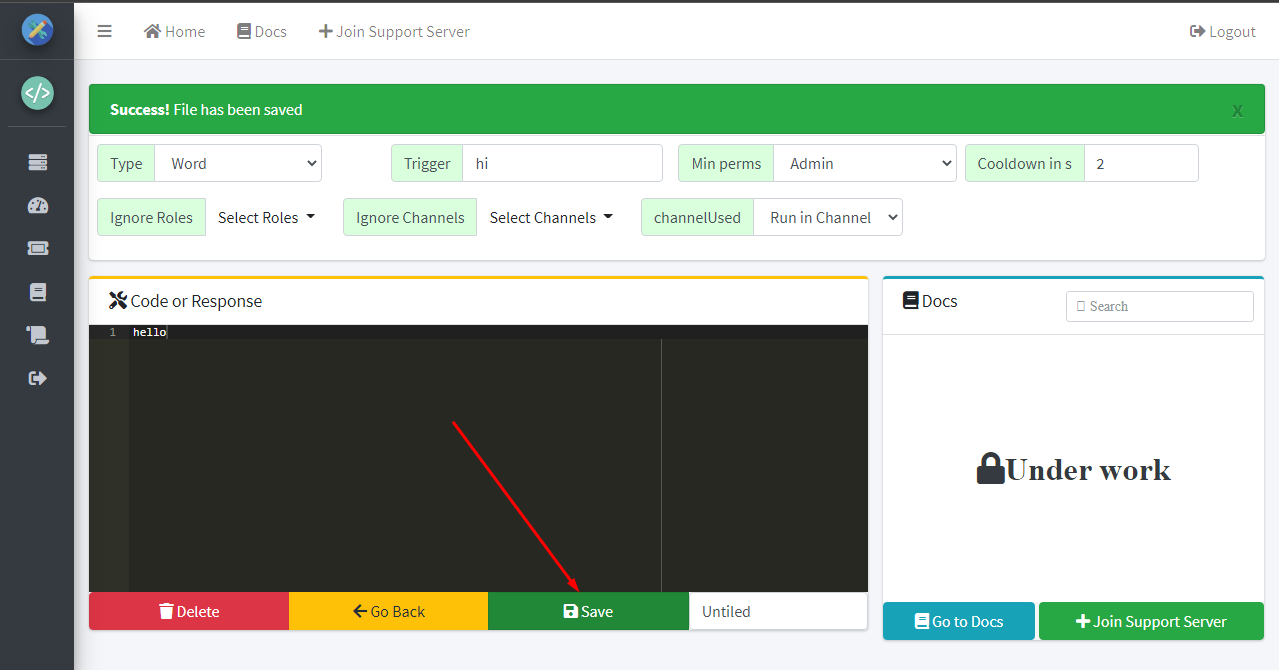 Home Docs Join Support Server Logout
Success! File has been saved X
Type Word Trigger hi Min perms Admin Cooldown in s 2
Ignore Roles Select Roles Ignore Channels Select Channels channelUsed Run in Channel
Code or Response
1 hello
Delete Go Back Save Untiled
Docs Search
Under work
Go to Docs Join Support Server